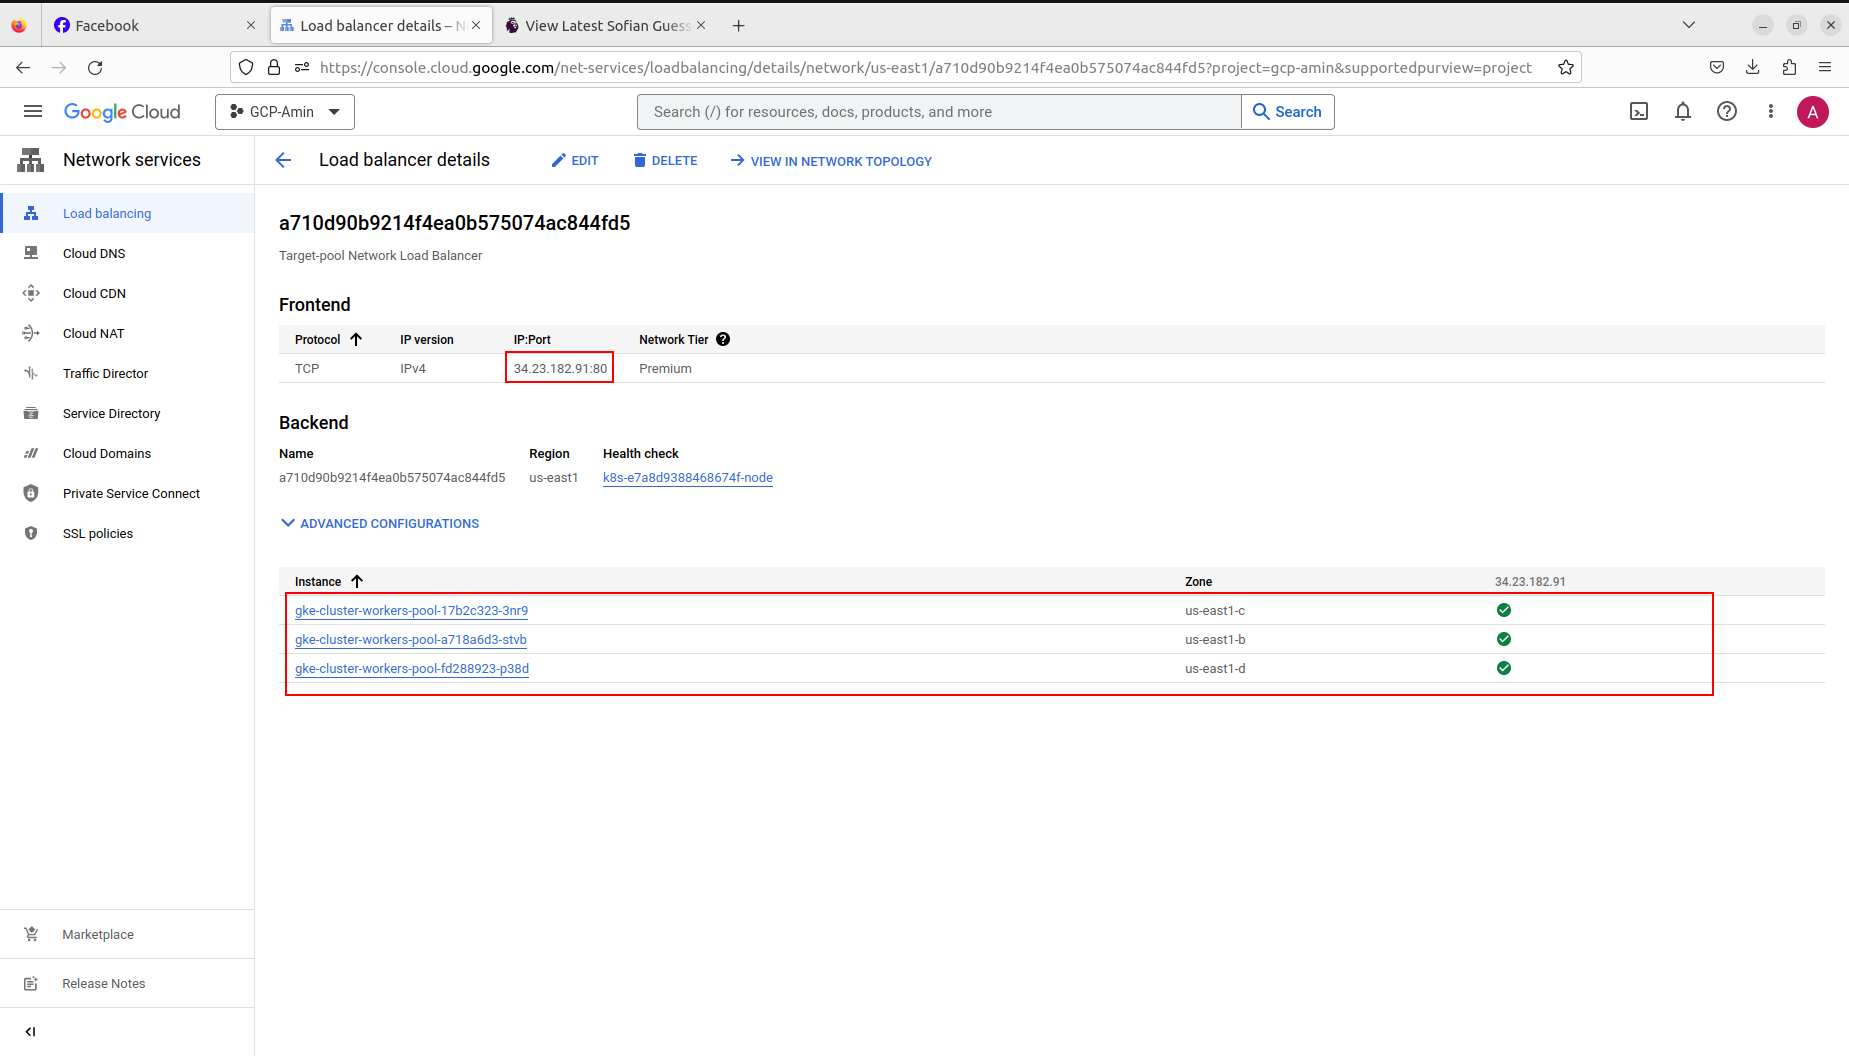 Facebook
Load balancer details – N
View Latest Sofian Guess
https://console.cloud.google.com/net-services/loadbalancing/details/network/us-east1/a710d90b9214f4ea0b575074ac844fd5?project=gcp-amin&supportedpurview=project
Google Cloud
GCP-Amin
Search (/) for resources, docs, products, and more
Search
A
Network services
Load balancer details
EDIT
DELETE
VIEW IN NETWORK TOPOLOGY
Load balancing
Cloud DNS
Cloud CDN
Cloud NAT
Traffic Director
Service Directory
Cloud Domains
Private Service Connect
SSL policies
Marketplace
Release Notes
a710d90b9214f4ea0b575074ac844fd5
Target-pool Network Load Balancer
Frontend
Protocol IP version IP:Port Network Tier
TCP IPv4 34.23.182.91:80 Premium
Backend
Name Region Health check
a710d90b9214f4ea0b575074ac844fd5 us-east1 k8s-e7a8d9388468674f-node
ADVANCED CONFIGURATIONS
Instance Zone 34.23.182.91
gke-cluster-workers-pool-17b2c323-3nr9 us-east1-c
gke-cluster-workers-pool-a718a6d3-stvb us-east1-b
gke-cluster-workers-pool-fd288923-p38d us-east1-d